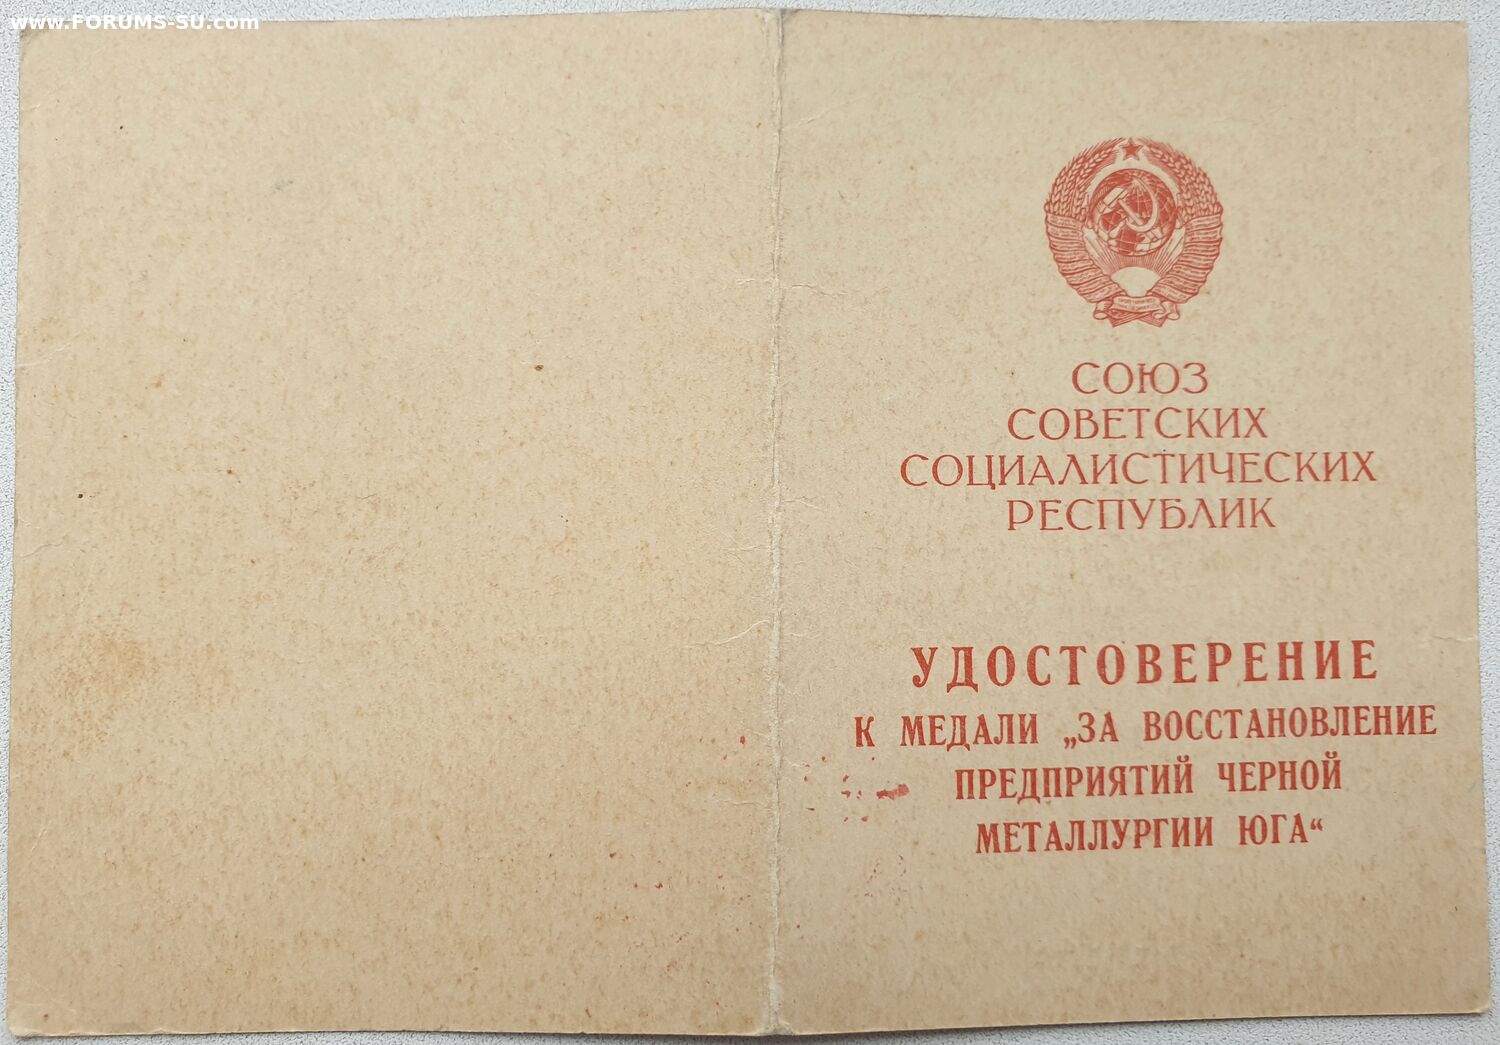 www.FORUMS-SU.com
СОЮЗ
СОВЕТСКИХ
СОЦИАЛИСТИЧЕСКИХ
РЕСПУБЛИК
УДОСТОВЕРЕНИЕ
К МЕДАЛИ „ЗА ВОССТАНОВЛЕНИЕ
ПРЕДПРИЯТИЙ ЧЕРНОЙ
МЕТАЛЛУРГИИ ЮГА“